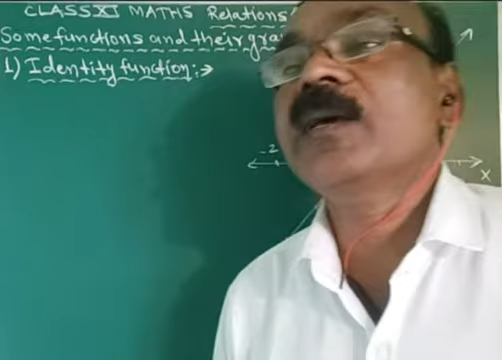 CLASS XI MATHS Relations
Some functions and their gra
1) Identity function:→
-2
X